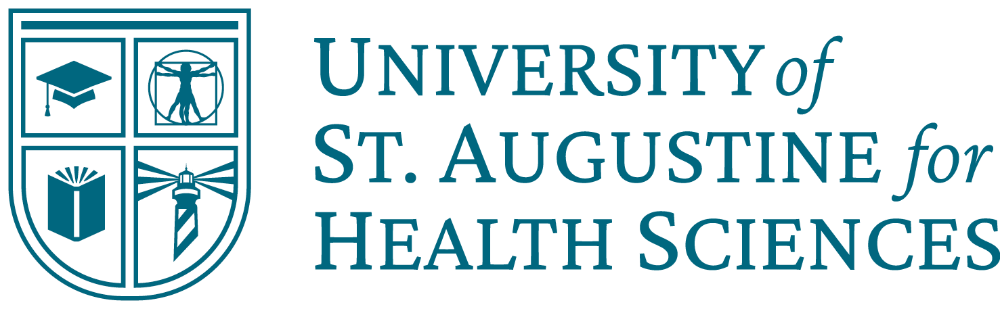 UNIVERSITY of
ST. AUGUSTINE for
HEALTH SCIENCES